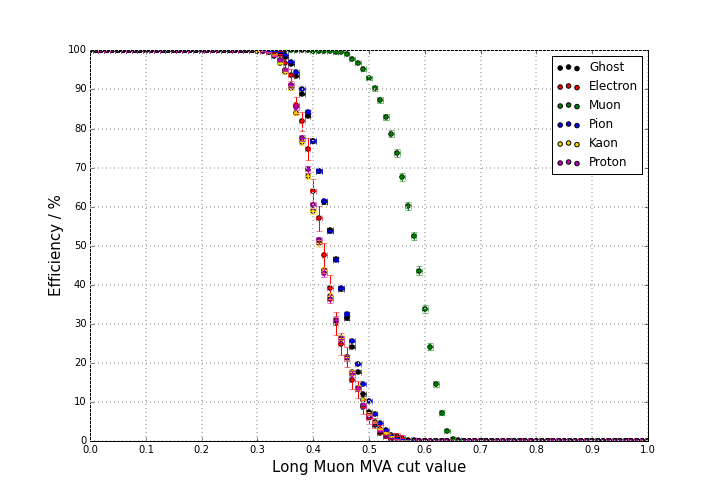 100
90
80
70
60
50
40
30
20
10
0
Efficiency / %
0.0 0.1 0.2 0.3 0.4 0.5 0.6 0.7 0.8 0.9 1.0
Long Muon MVA cut value
Ghost
Electron
Muon
Pion
Kaon
Proton